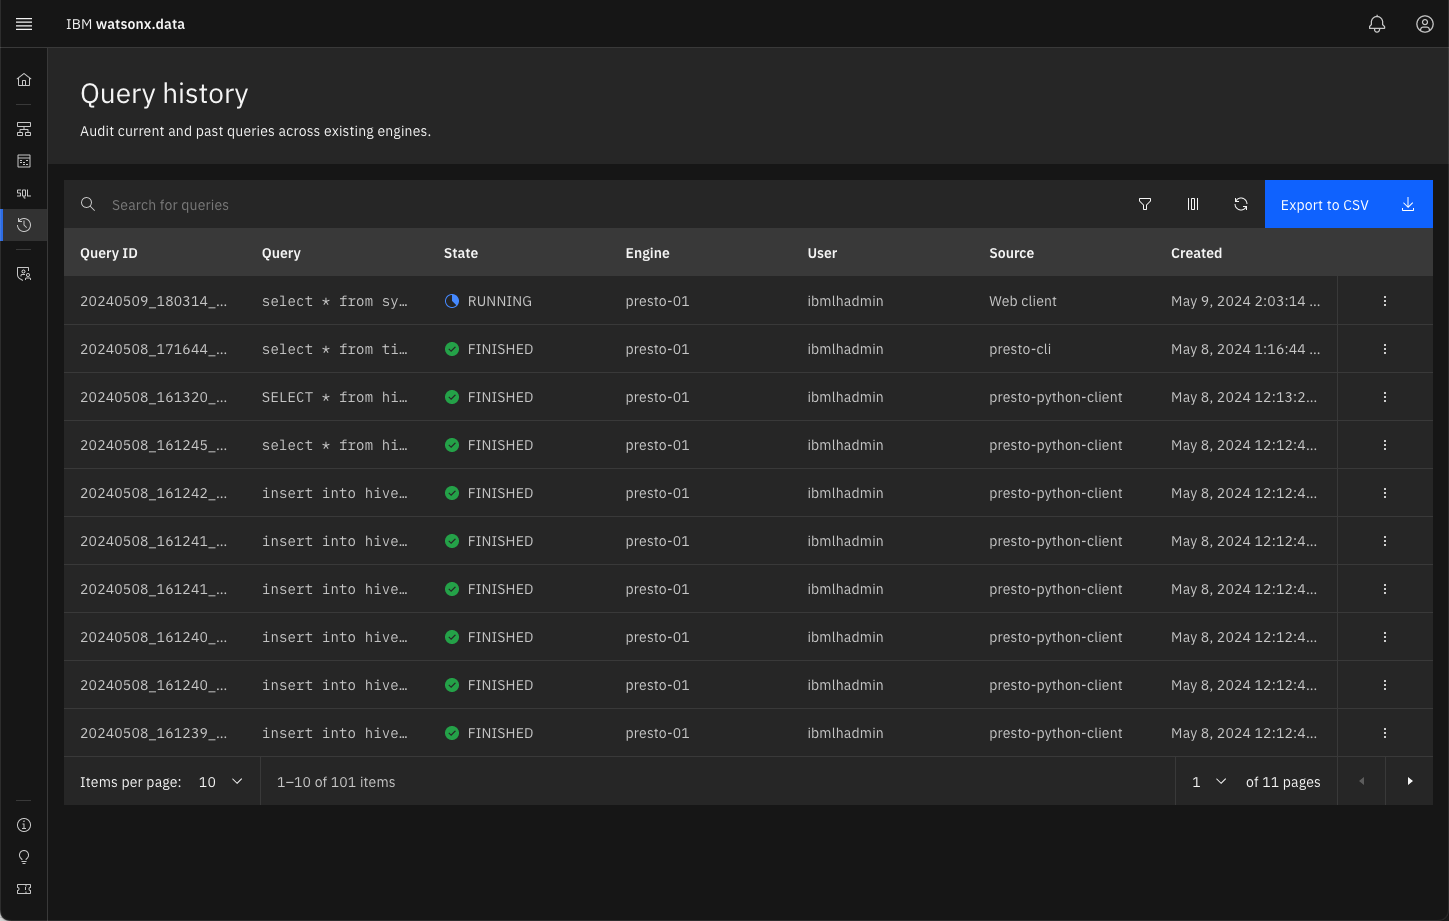 IBM watsonx.data
Query history
Audit current and past queries across existing engines.
SQL
Search for queries
Export to CSV
Query ID Query State Engine User Source Created
20240509_180314_... select * from sy... RUNNING presto-01 ibmlhadmin Web client May 9, 2024 2:03:14 ...
20240508_171644_... select * from ti... FINISHED presto-01 ibmlhadmin presto-cli May 8, 2024 1:16:44 ...
20240508_161320_... SELECT * from hi... FINISHED presto-01 ibmlhadmin presto-python-client May 8, 2024 12:13:2...
20240508_161245_... select * from hi... FINISHED presto-01 ibmlhadmin presto-python-client May 8, 2024 12:12:4...
20240508_161242_... insert into hive... FINISHED presto-01 ibmlhadmin presto-python-client May 8, 2024 12:12:4...
20240508_161241_... insert into hive... FINISHED presto-01 ibmlhadmin presto-python-client May 8, 2024 12:12:4...
20240508_161241_... insert into hive... FINISHED presto-01 ibmlhadmin presto-python-client May 8, 2024 12:12:4...
20240508_161240_... insert into hive... FINISHED presto-01 ibmlhadmin presto-python-client May 8, 2024 12:12:4...
20240508_161240_... insert into hive... FINISHED presto-01 ibmlhadmin presto-python-client May 8, 2024 12:12:4...
20240508_161239_... insert into hive... FINISHED presto-01 ibmlhadmin presto-python-client May 8, 2024 12:12:4...
Items per page: 10 1–10 of 101 items 1 of 11 pages